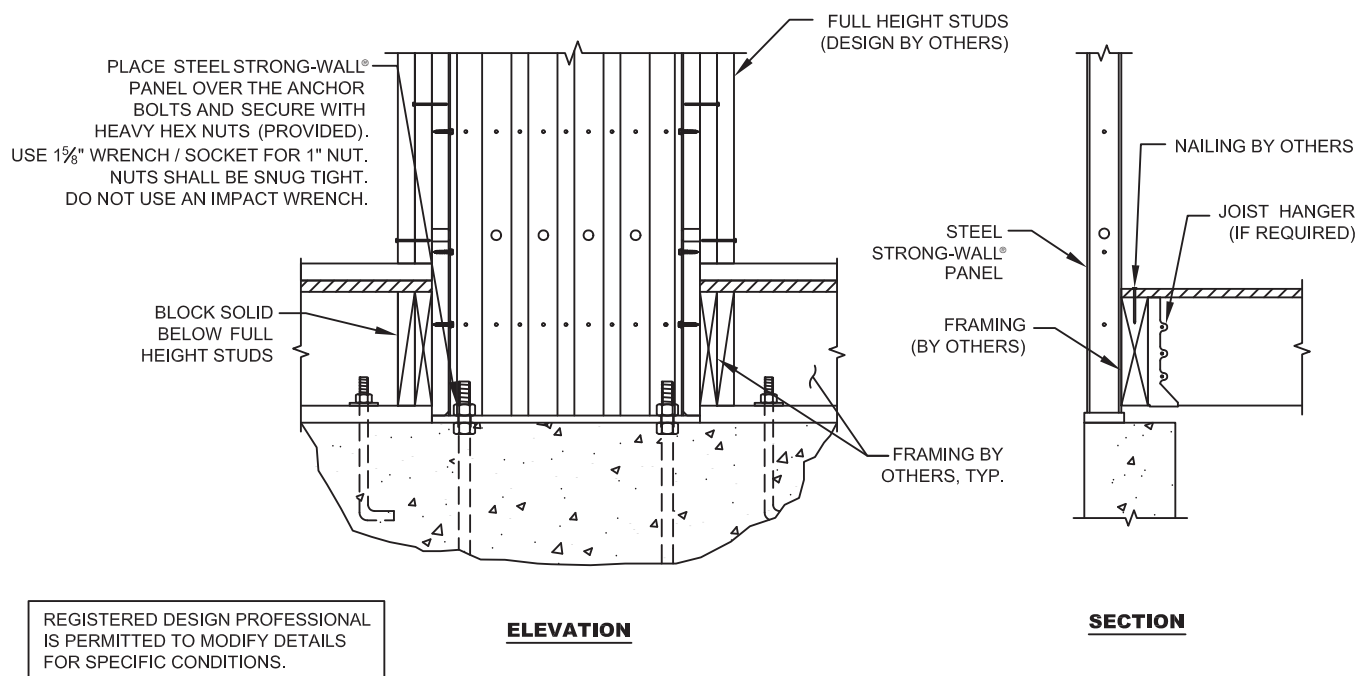 FULL HEIGHT STUDS
(DESIGN BY OTHERS)
PLACE STEEL STRONG-WALL®
PANEL OVER THE ANCHOR
BOLTS AND SECURE WITH
HEAVY HEX NUTS (PROVIDED).
USE 1⅝" WRENCH / SOCKET FOR 1" NUT.
NUTS SHALL BE SNUG TIGHT.
DO NOT USE AN IMPACT WRENCH.
BLOCK SOLID
BELOW FULL
HEIGHT STUDS
FRAMING BY
OTHERS, TYP.
NAILING BY OTHERS
JOIST HANGER
(IF REQUIRED)
STEEL
STRONG-WALL®
PANEL
FRAMING
(BY OTHERS)
REGISTERED DESIGN PROFESSIONAL
IS PERMITTED TO MODIFY DETAILS
FOR SPECIFIC CONDITIONS.
ELEVATION
SECTION